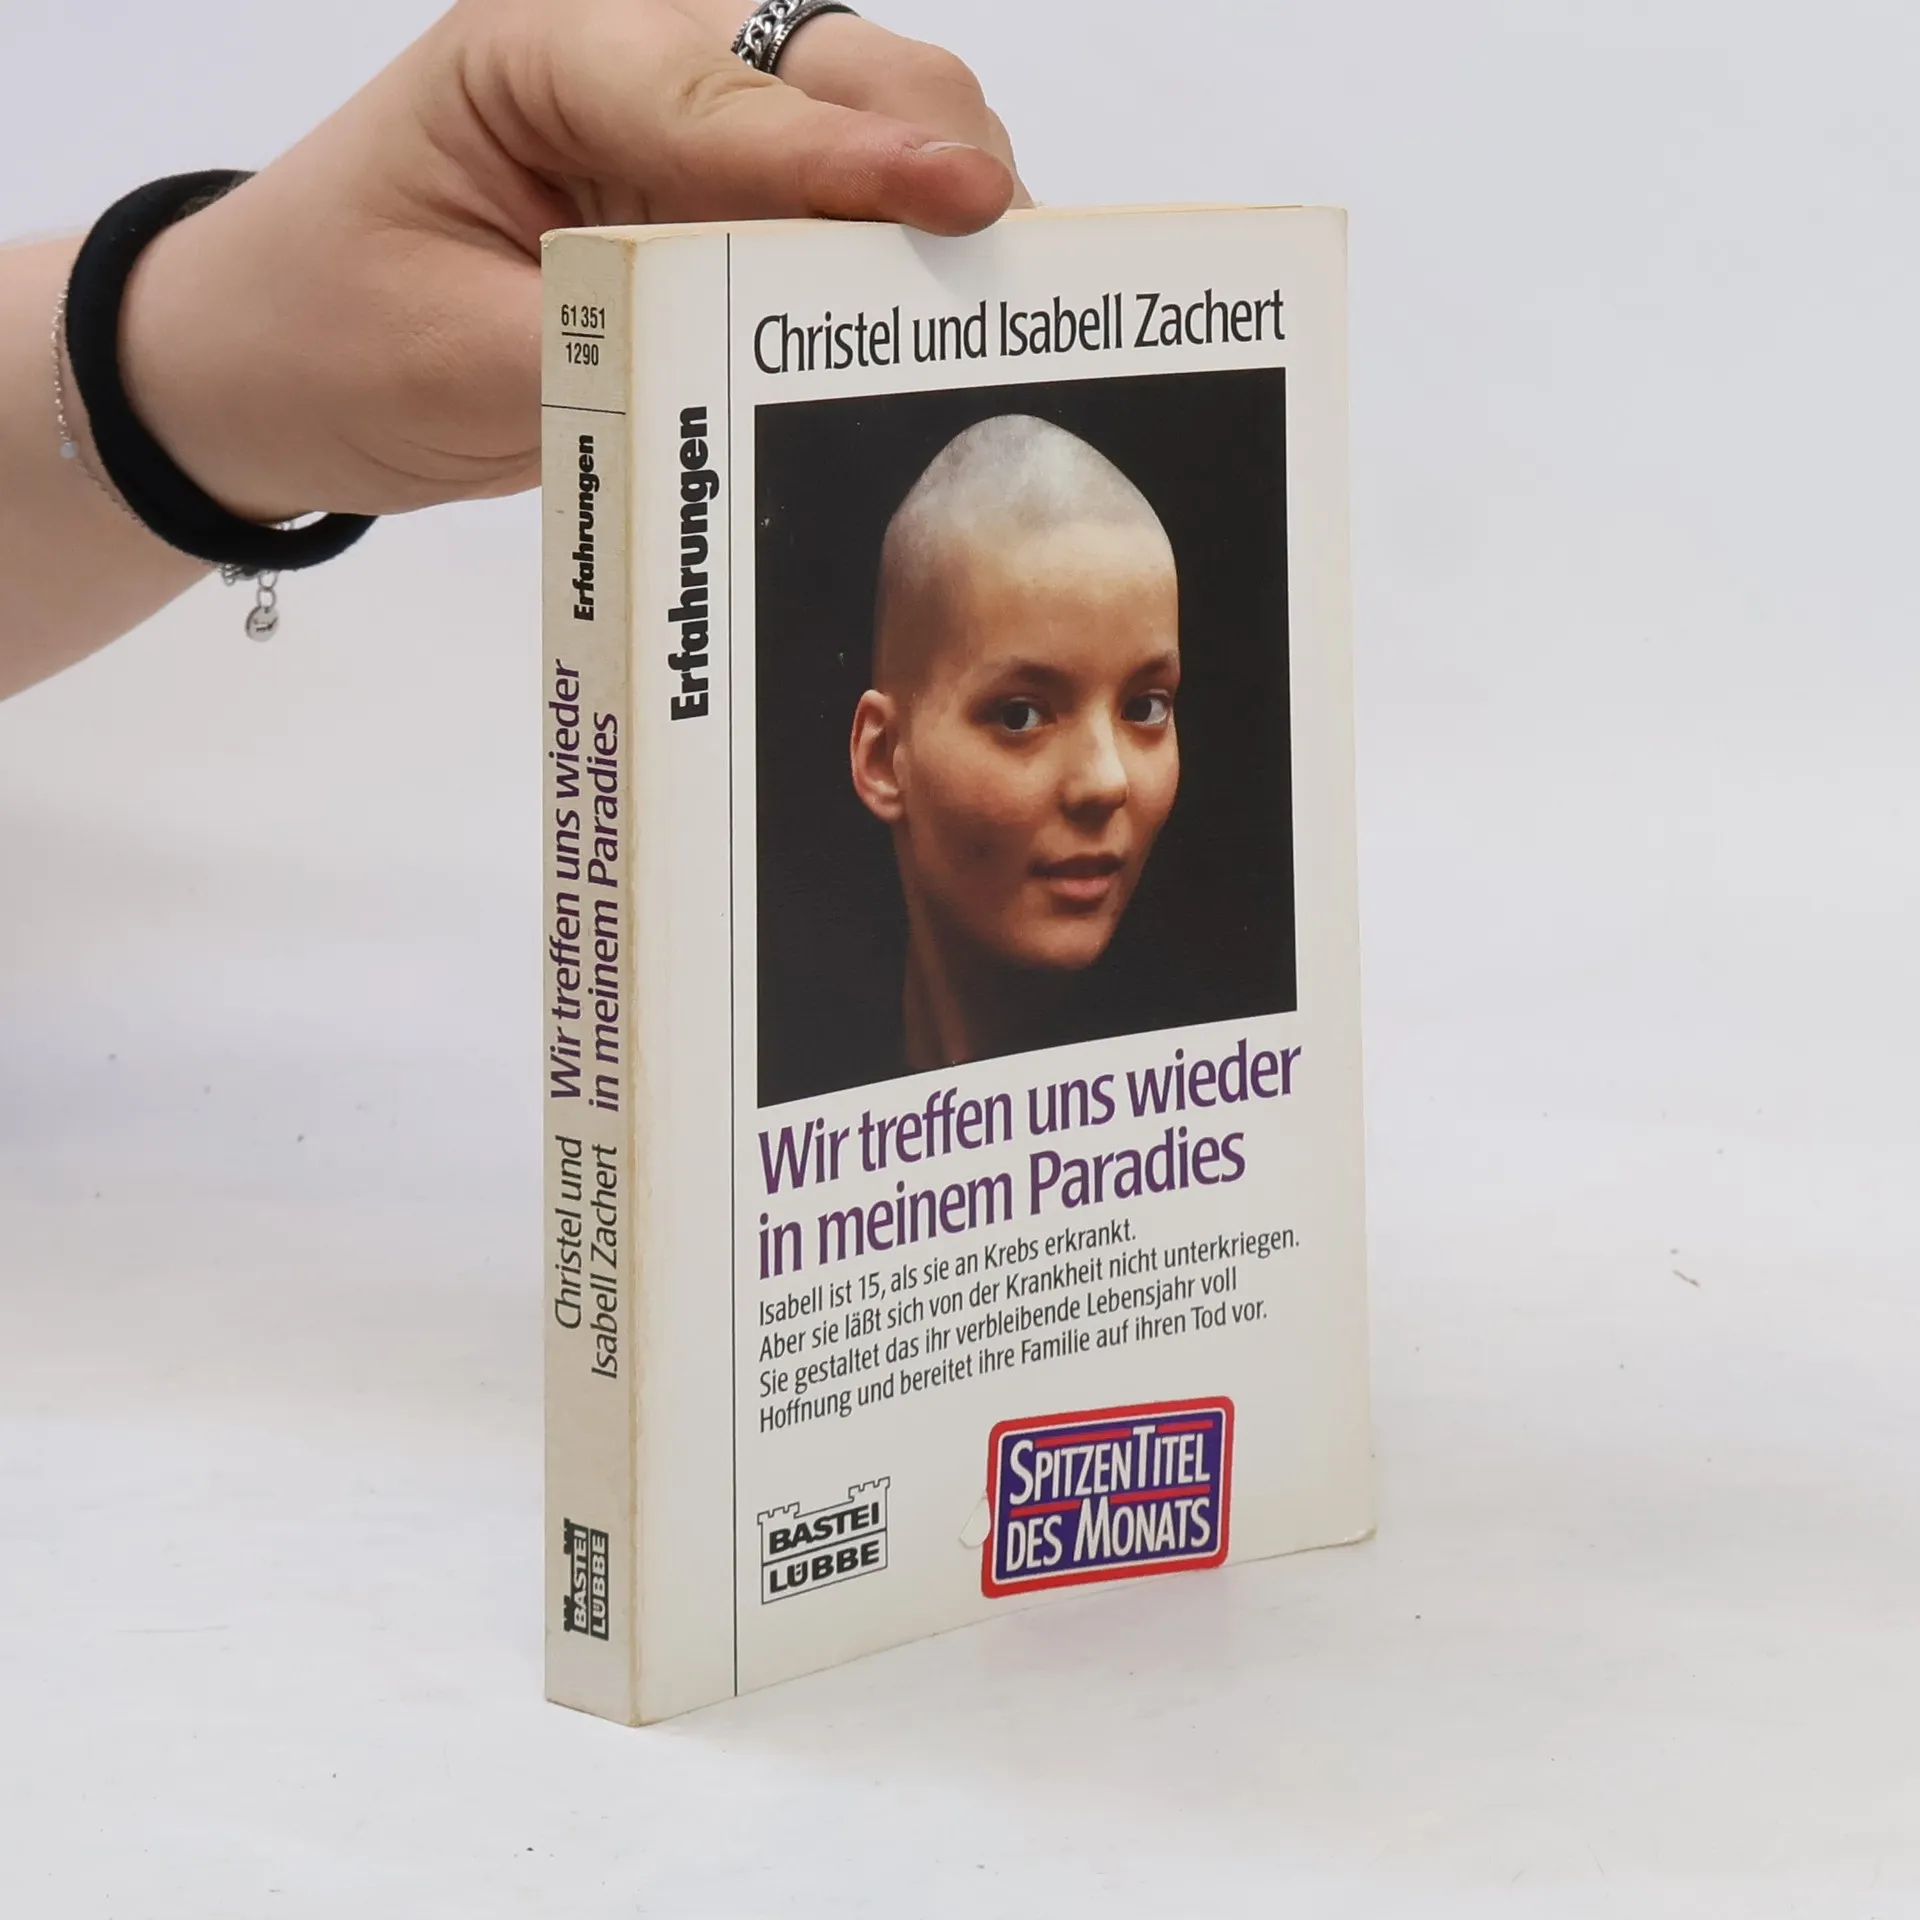 61 351
1290
Erfahrungen
Wir treffen uns wieder
in meinem Paradies
Christel und
Isabell Zachert
BASTEI
LÜBBE
Erfahrungen
Christel und Isabell Zachert
Wir treffen uns wieder
in meinem Paradies
Isabell ist 15, als sie an Krebs erkrankt.
Aber sie läßt sich von der Krankheit nicht unterkriegen.
Sie gestaltet das ihr verbleibende Lebensjahr voll
Hoffnung und bereitet ihre Familie auf ihren Tod vor.
BASTEI
LÜBBE
SPITZENTITEL
DES MONATS